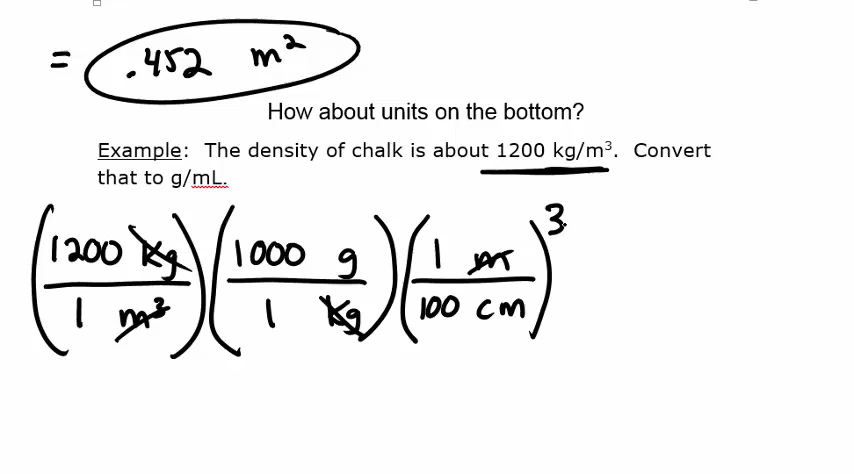 = .452 m²
How about units on the bottom?
Example: The density of chalk is about 1200 kg/m³. Convert
that to g/mL.
(1200 kg / 1 m³) (1000 g / 1 kg) (1 m / 100 cm)³